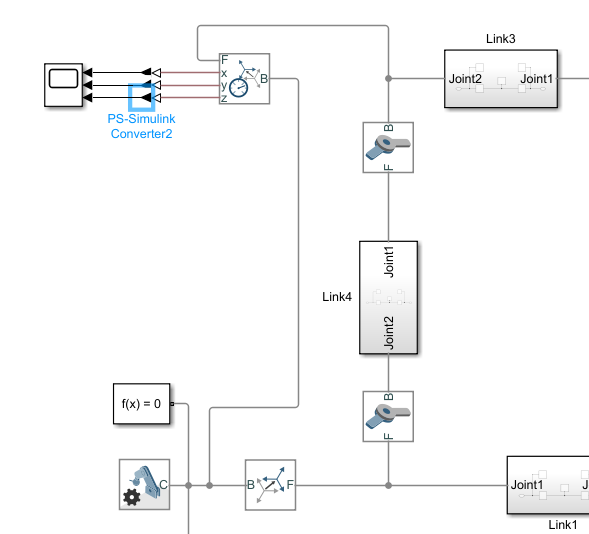 Link3
F
x
y
z
B
Joint2
Joint1
PS-Simulink
Converter2
B
F
Joint1
Link4
Joint2
B
f(x) = 0
F
C
B
F
Joint1
J
Link1